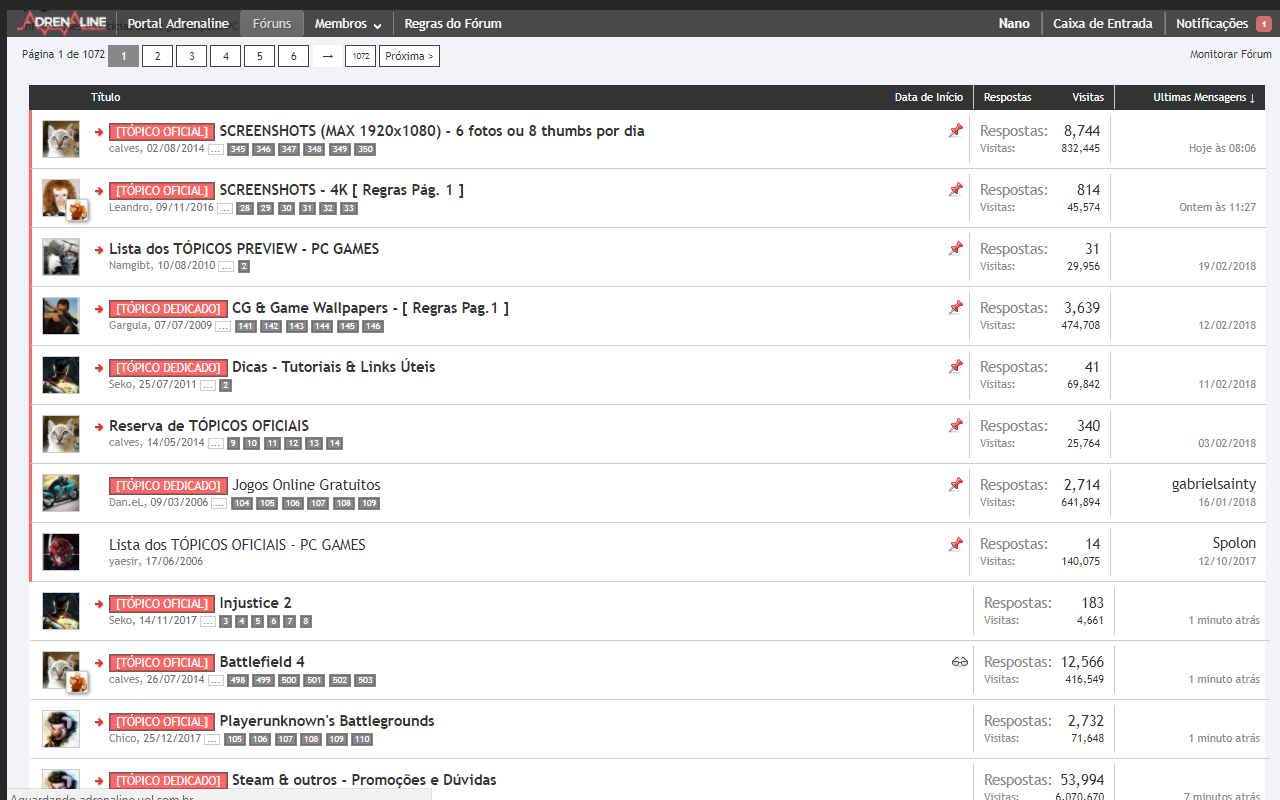 ADRENALINE Portal Adrenaline Fóruns Membros Regras do Fórum Nano Caixa de Entrada Notificações 1
Página 1 de 1072 1 2 3 4 5 6 → 1072 Próxima > Monitorar Fórum
Título Data de Início Respostas Visitas Ultimas Mensagens ↓
[TÓPICO OFICIAL] SCREENSHOTS (MAX 1920x1080) - 6 fotos ou 8 thumbs por dia Respostas: 8,744
calves, 02/08/2014 ... 345 346 347 348 349 350 Visitas: 832,445 Hoje às 08:06
[TÓPICO OFICIAL] SCREENSHOTS - 4K [ Regras Pág. 1 ] Respostas: 814
Leandro, 09/11/2016 ... 28 29 30 31 32 33 Visitas: 45,574 Ontem às 11:27
Lista dos TÓPICOS PREVIEW - PC GAMES Respostas: 31
Namgibt, 10/08/2010 ... 2 Visitas: 29,956 19/02/2018
[TÓPICO DEDICADO] CG & Game Wallpapers - [ Regras Pag.1 ] Respostas: 3,639
Gargula, 07/07/2009 ... 141 142 143 144 145 146 Visitas: 474,708 12/02/2018
[TÓPICO DEDICADO] Dicas - Tutoriais & Links Úteis Respostas: 41
Seko, 25/07/2011 ... 2 Visitas: 69,842 11/02/2018
Reserva de TÓPICOS OFICIAIS Respostas: 340
calves, 14/05/2014 ... 9 10 11 12 13 14 Visitas: 25,764 03/02/2018
[TÓPICO DEDICADO] Jogos Online Gratuitos Respostas: 2,714 gabrielsainty
Dan.eL, 09/03/2006 ... 104 105 106 107 108 109 Visitas: 641,894 16/01/2018
Lista dos TÓPICOS OFICIAIS - PC GAMES Respostas: 14 Spolon
yaesir, 17/06/2006 Visitas: 140,075 12/10/2017
[TÓPICO OFICIAL] Injustice 2 Respostas: 183
Seko, 14/11/2017 ... 3 4 5 6 7 8 Visitas: 4,661 1 minuto atrás
[TÓPICO OFICIAL] Battlefield 4 Respostas: 12,566
calves, 26/07/2014 ... 498 499 500 501 502 503 Visitas: 416,549 1 minuto atrás
[TÓPICO OFICIAL] Playerunknown's Battlegrounds Respostas: 2,732
Chico, 25/12/2017 ... 105 106 107 108 109 110 Visitas: 71,648 1 minuto atrás
[TÓPICO DEDICADO] Steam & outros - Promoções e Dúvidas Respostas: 53,994
Aguardando adrenaline.uol.com.br Visitas: 6,070,670 7 minutos atrás